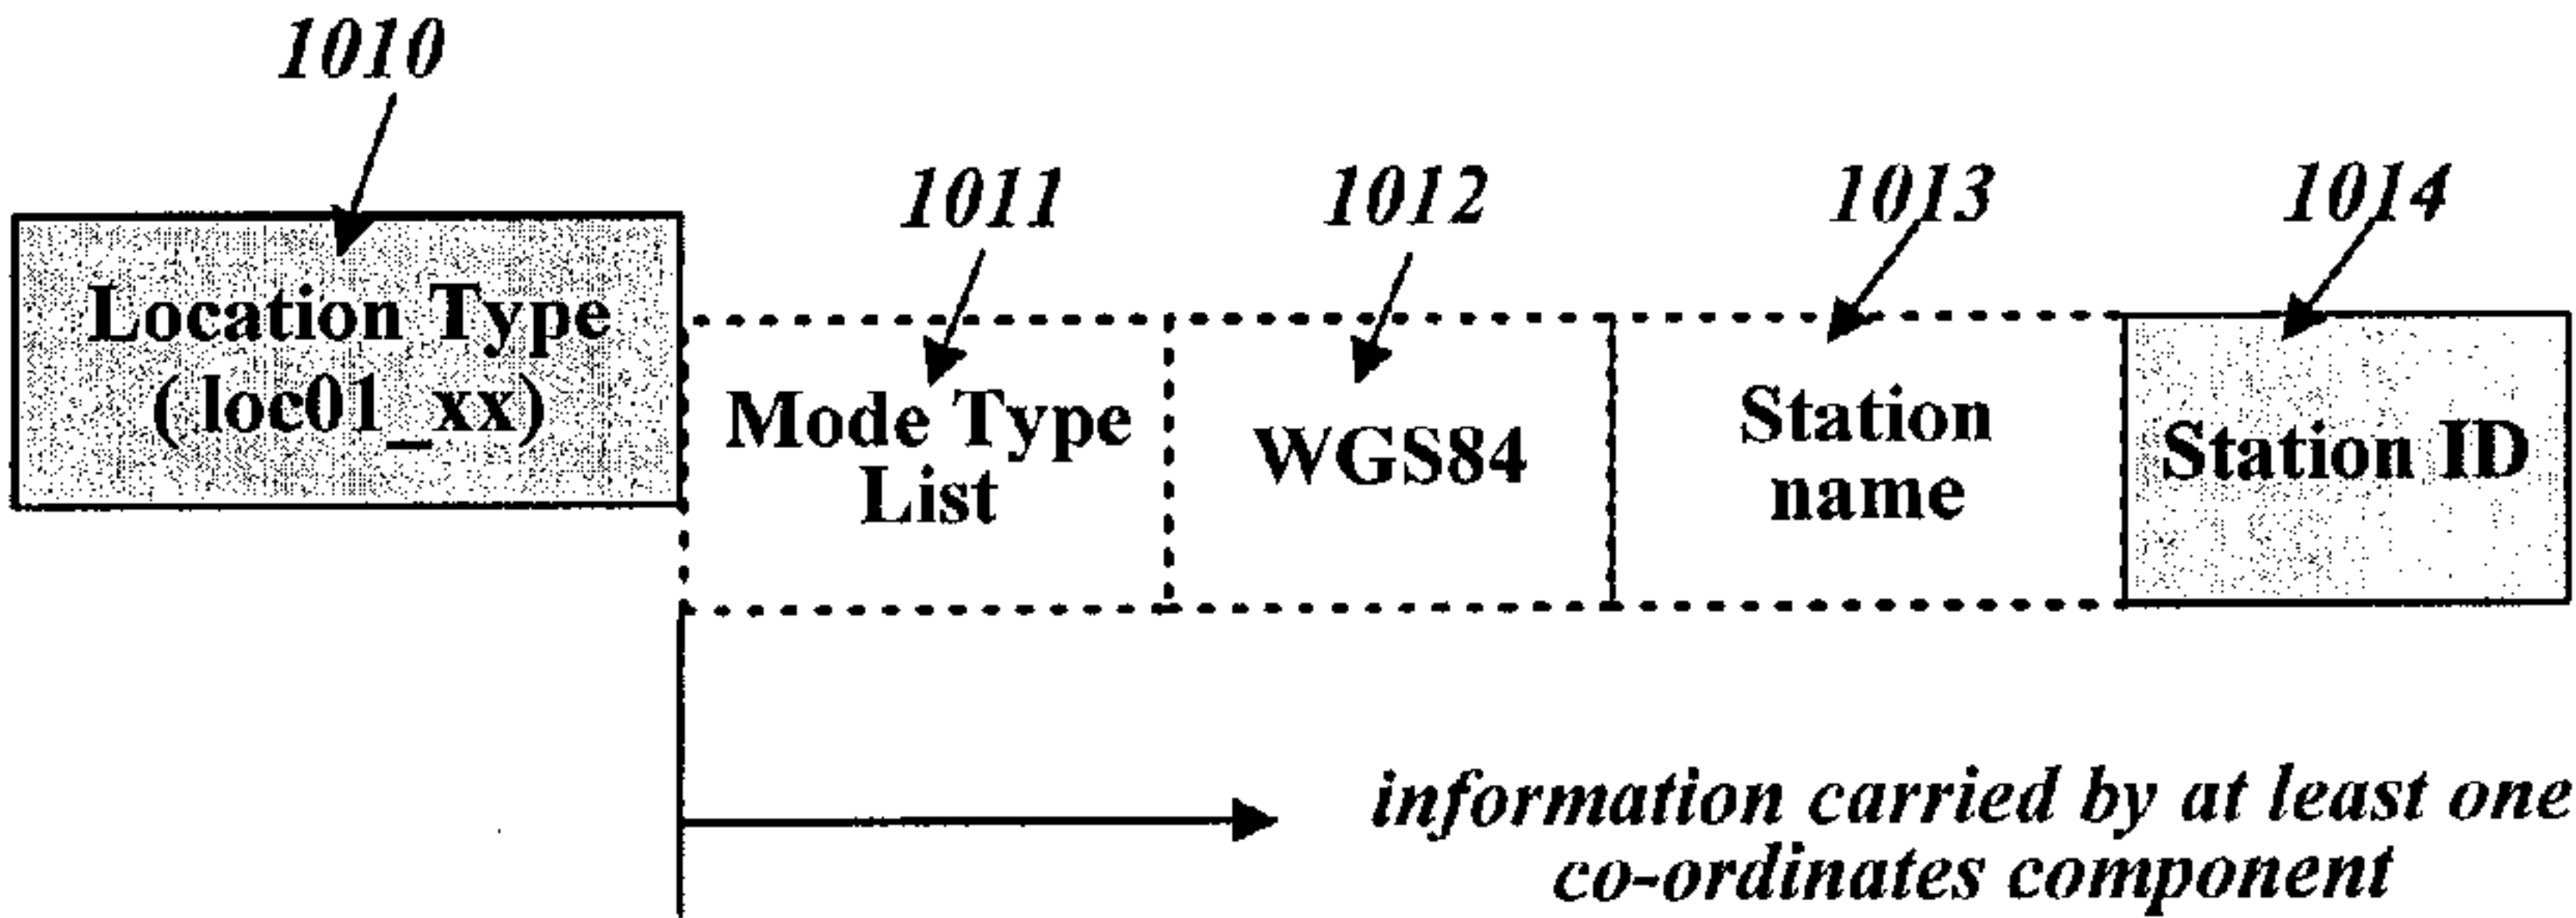 1010
1011
1012
1013
1014
Location Type
( loc01_xx)
Mode Type
List
WGS84
Station
name
Station ID
information carried by at least one
co-ordinates component